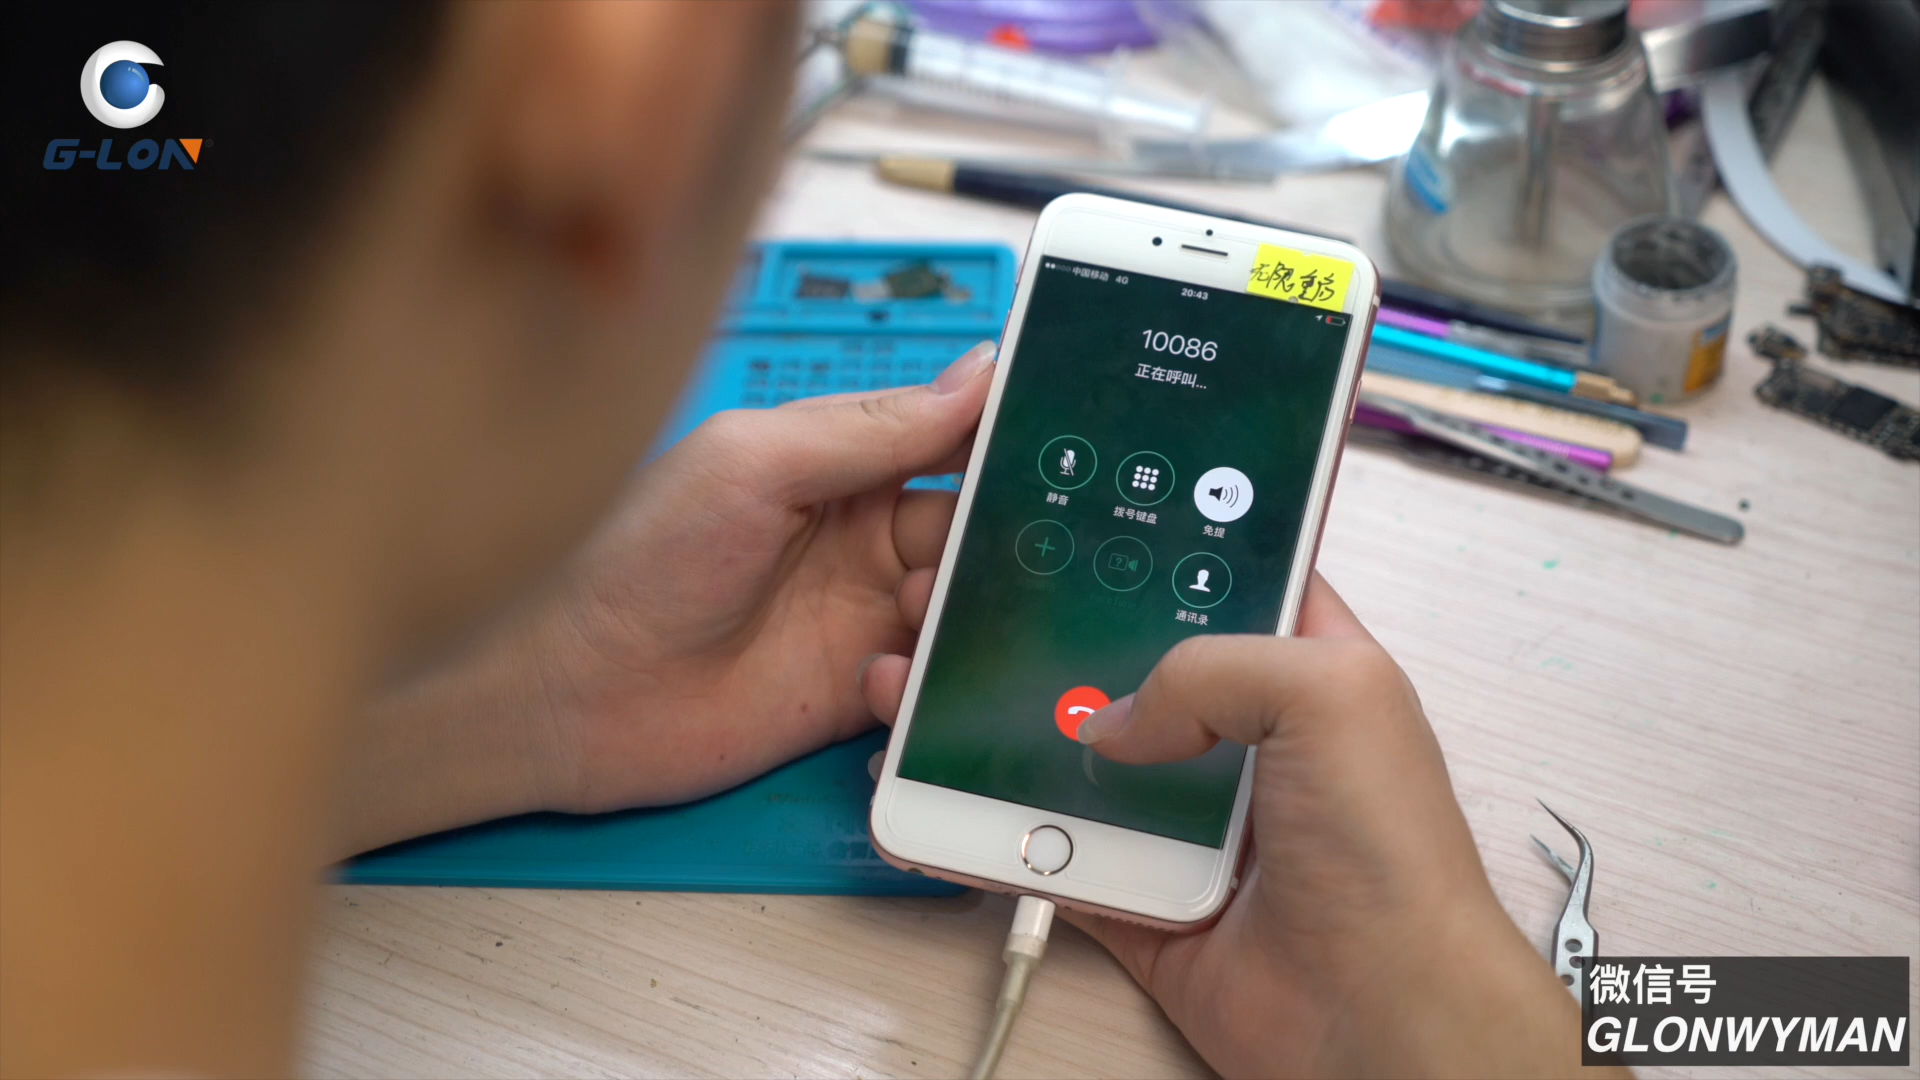 G-LON
中国移动 4G
20:43
无限重启
10086
正在呼叫...
静音
拨号键盘
免提
通讯录
微信号
GLONWYMAN